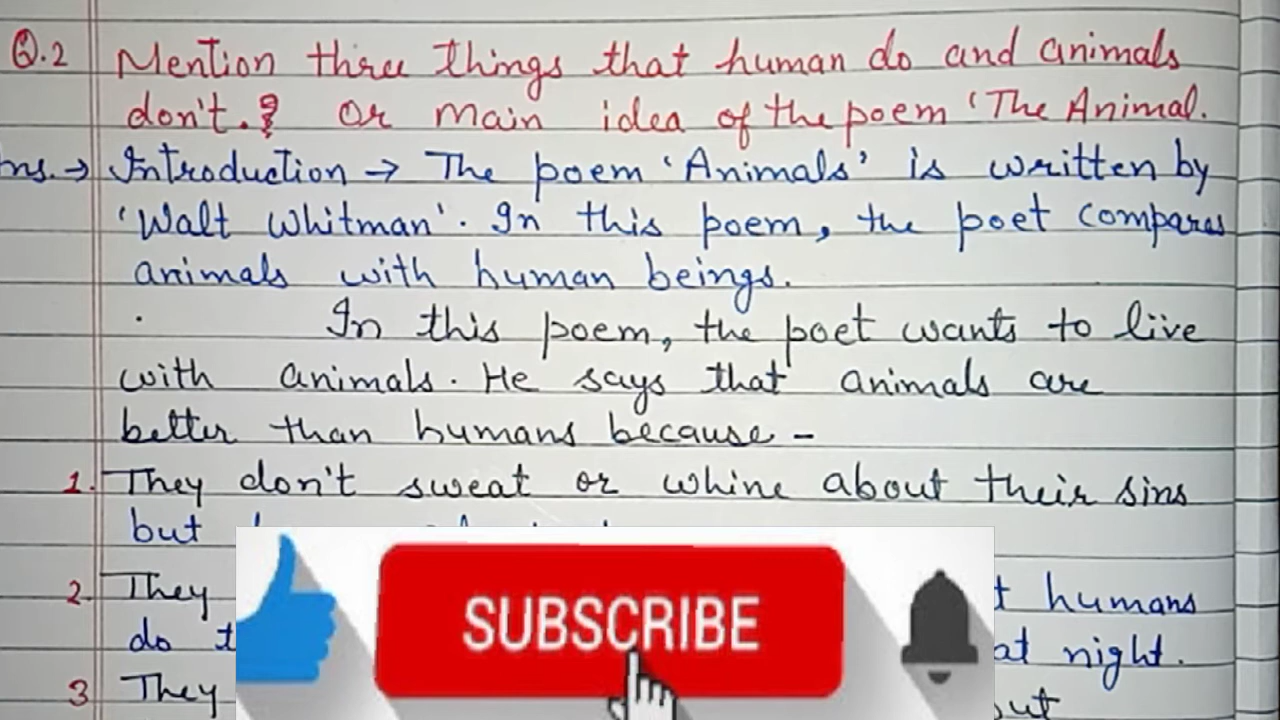 Q.2 Mention three things that human do and animals
don't.? Or main idea of the poem 'The Animal.
Ans. → Introduction → The poem 'Animals' is written by
'Walt Whitman'. In this poem, the poet compares
animals with human beings.
In this poem, the poet wants to live
with animals. He says that animals are
better than humans because -
1. They don't sweat or whine about their sins
but
2. They humans
do at night.
3 They but
SUBSCRIBE